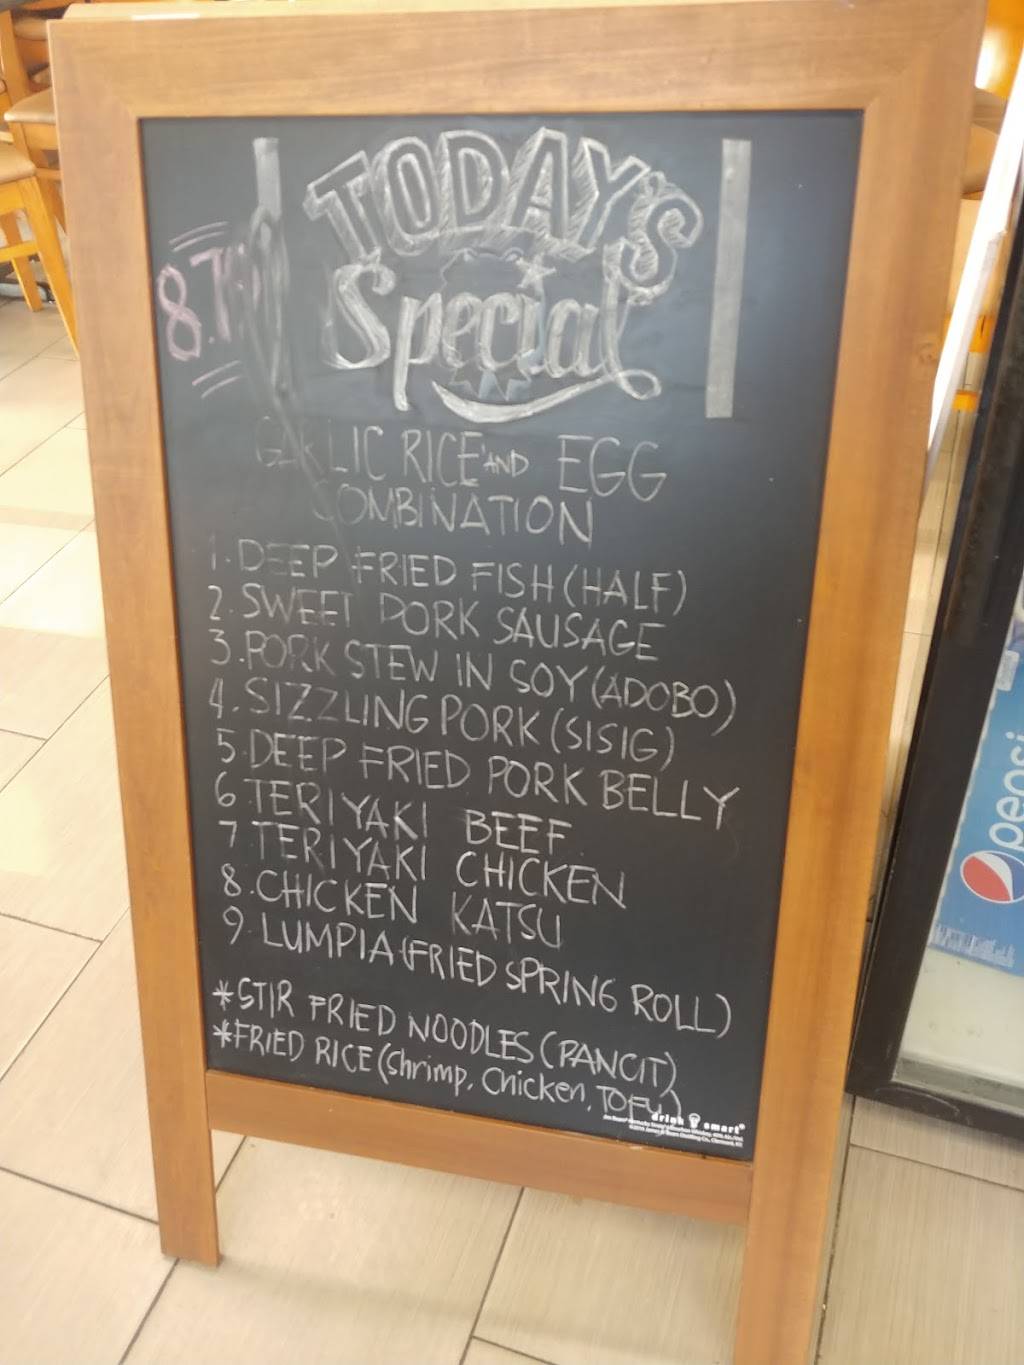 TODAY'S
Special
GARLIC RICE AND EGG
COMBINATION
1. DEEP FRIED FISH (HALF)
2. SWEET PORK SAUSAGE
3. PORK STEW IN SOY (ADOBO)
4. SIZZLING PORK (SISIG)
5. DEEP FRIED PORK BELLY
6 TERIYAKI BEEF
7 TERIYAKI CHICKEN
8. CHICKEN KATSU
9. LUMPIA (FRIED SPRING ROLL)
*STIR FRIED NOODLES (PANCIT)
*FRIED RICE (Shrimp, Chicken, TOFU)
drink smart®
pepsi